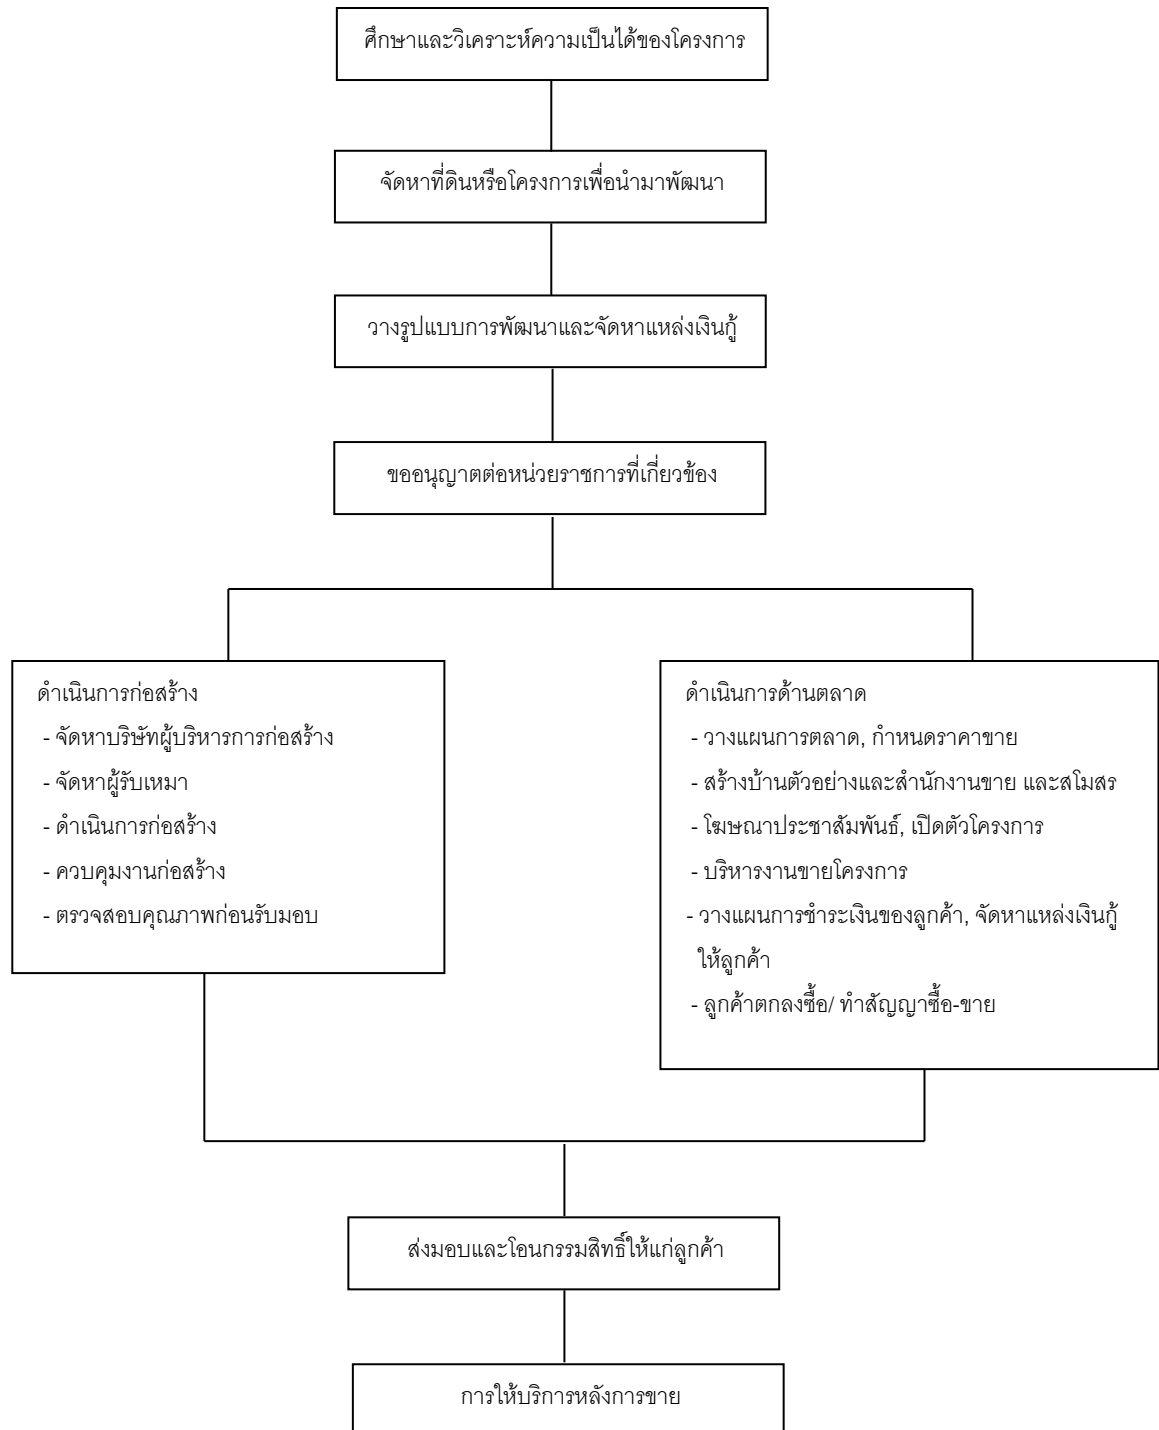 ศึกษาและวิเคราะห์ความเป็นได้ของโครงการ
จัดหาที่ดินหรือโครงการเพื่อนำมาพัฒนา
วางรูปแบบการพัฒนาและจัดหาแหล่งเงินกู้
ขออนุญาตต่อหน่วยราชการที่เกี่ยวข้อง
ดำเนินการก่อสร้าง
- จัดหาบริษัทผู้บริหารการก่อสร้าง
- จัดหาผู้รับเหมา
- ดำเนินการก่อสร้าง
- ควบคุมงานก่อสร้าง
- ตรวจสอบคุณภาพก่อนรับมอบ
ดำเนินการด้านตลาด
- วางแผนการตลาด, กำหนดราคาขาย
- สร้างบ้านตัวอย่างและสำนักงานขาย และสโมสร
- โฆษณาประชาสัมพันธ์, เปิดตัวโครงการ
- บริหารงานขายโครงการ
- วางแผนการชำระเงินของลูกค้า, จัดหาแหล่งเงินกู้
ให้ลูกค้า
- ลูกค้าตกลงซื้อ/ ทำสัญญาซื้อ-ขาย
ส่งมอบและโอนกรรมสิทธิ์ให้แก่ลูกค้า
การให้บริการหลังการขาย